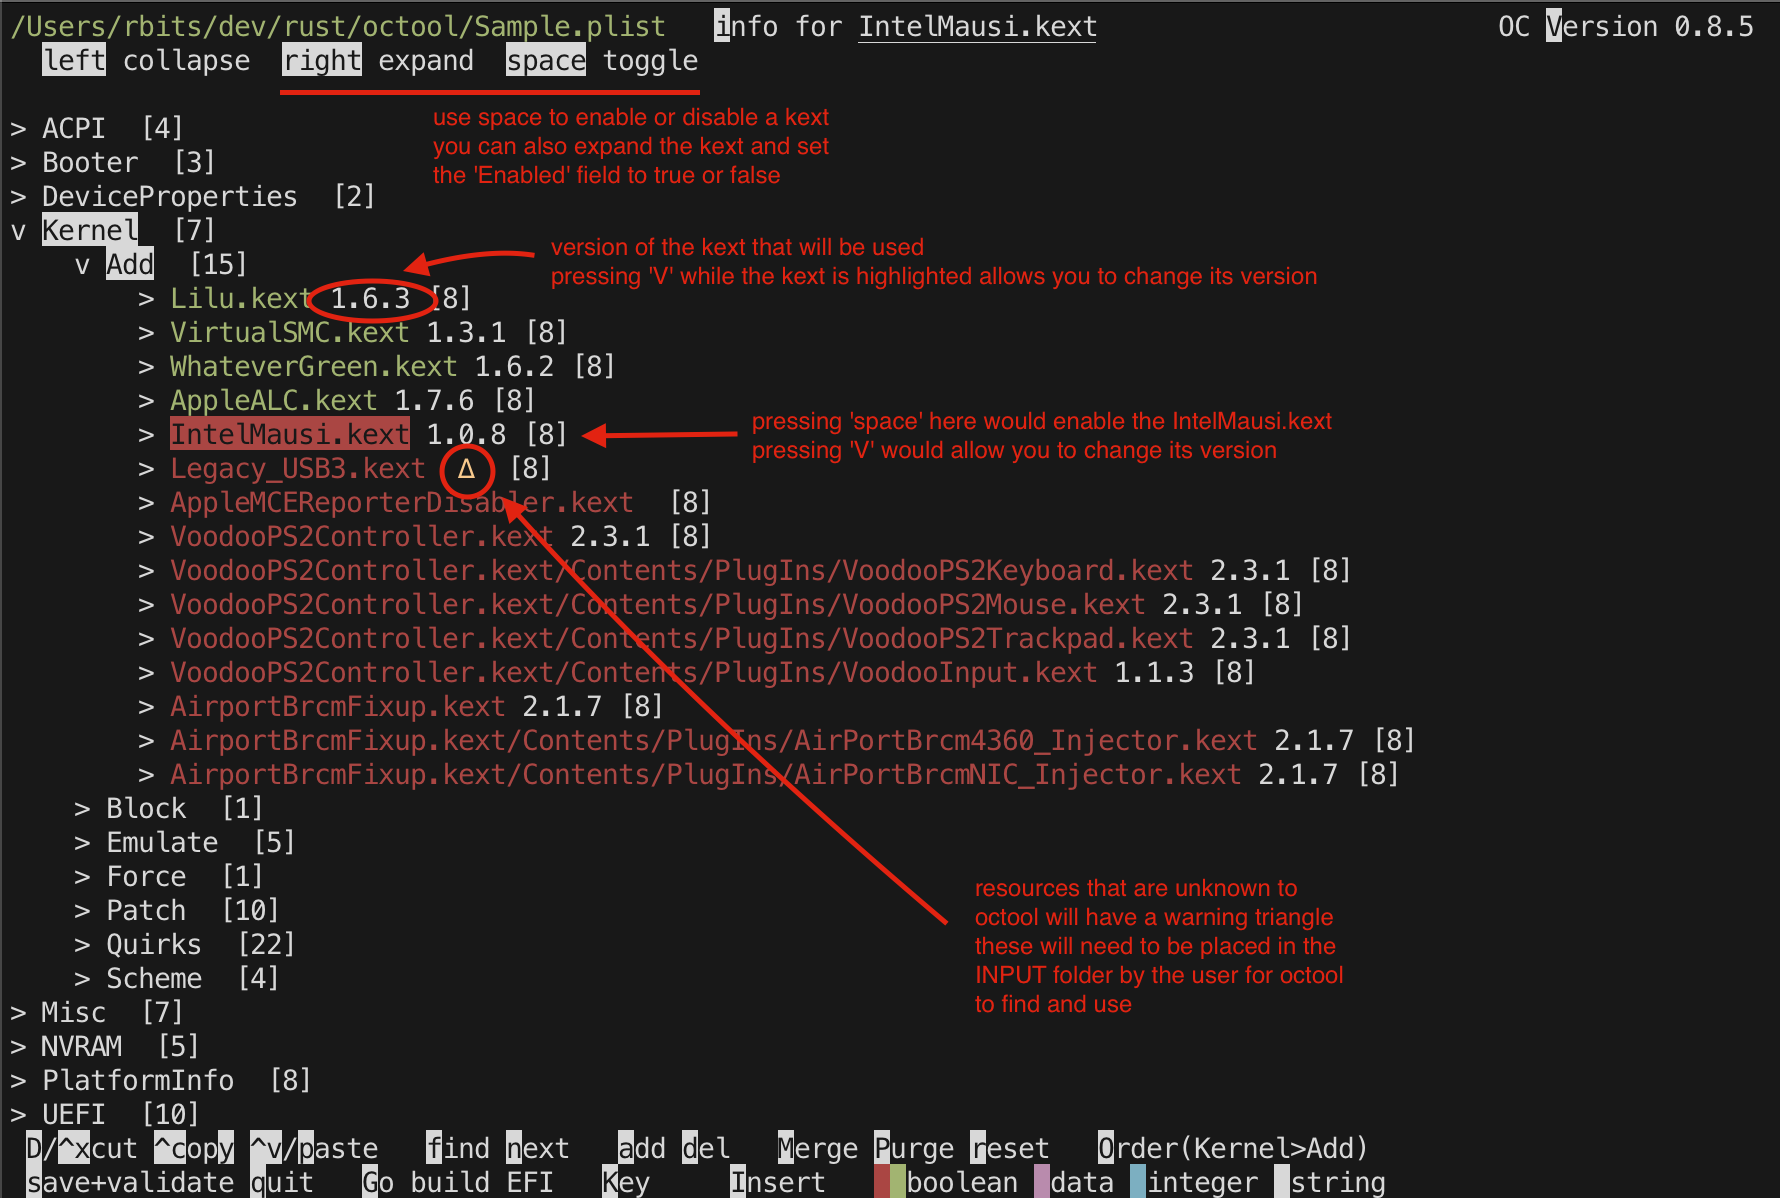 /Users/rbits/dev/rust/octool/Sample.plist   info for IntelMausi.kext   OC Version 0.8.5
left collapse  right expand  space toggle
use space to enable or disable a kext
you can also expand the kext and set
the 'Enabled' field to true or false
> ACPI  [4]
> Booter  [3]
> DeviceProperties  [2]
v Kernel  [7]
v Add  [15]
version of the kext that will be used
pressing 'V' while the kext is highlighted allows you to change its version
> Lilu.kext 1.6.3 [8]
> VirtualSMC.kext 1.3.1 [8]
> WhateverGreen.kext 1.6.2 [8]
> AppleALC.kext 1.7.6 [8]
> IntelMausi.kext 1.0.8 [8]
pressing 'space' here would enable the IntelMausi.kext
pressing 'V' would allow you to change its version
> Legacy_USB3.kext  Δ  [8]
> AppleMCEReporterDisabler.kext  [8]
> VoodooPS2Controller.kext 2.3.1 [8]
> VoodooPS2Controller.kext/Contents/PlugIns/VoodooPS2Keyboard.kext 2.3.1 [8]
> VoodooPS2Controller.kext/Contents/PlugIns/VoodooPS2Mouse.kext 2.3.1 [8]
> VoodooPS2Controller.kext/Contents/PlugIns/VoodooPS2Trackpad.kext 2.3.1 [8]
> VoodooPS2Controller.kext/Contents/PlugIns/VoodooInput.kext 1.1.3 [8]
> AirportBrcmFixup.kext 2.1.7 [8]
> AirportBrcmFixup.kext/Contents/PlugIns/AirPortBrcm4360_Injector.kext 2.1.7 [8]
> AirportBrcmFixup.kext/Contents/PlugIns/AirPortBrcmNIC_Injector.kext 2.1.7 [8]
> Block  [1]
> Emulate  [5]
> Force  [1]
> Patch  [10]
> Quirks  [22]
> Scheme  [4]
resources that are unknown to
octool will have a warning triangle
these will need to be placed in the
INPUT folder by the user for octool
to find and use
> Misc  [7]
> NVRAM  [5]
> PlatformInfo  [8]
> UEFI  [10]
D/^xcut ^copy ^v/paste   find next   add del   Merge Purge reset   Order(Kernel>Add)
save+validate quit   Go build EFI   Key   Insert   boolean data integer string